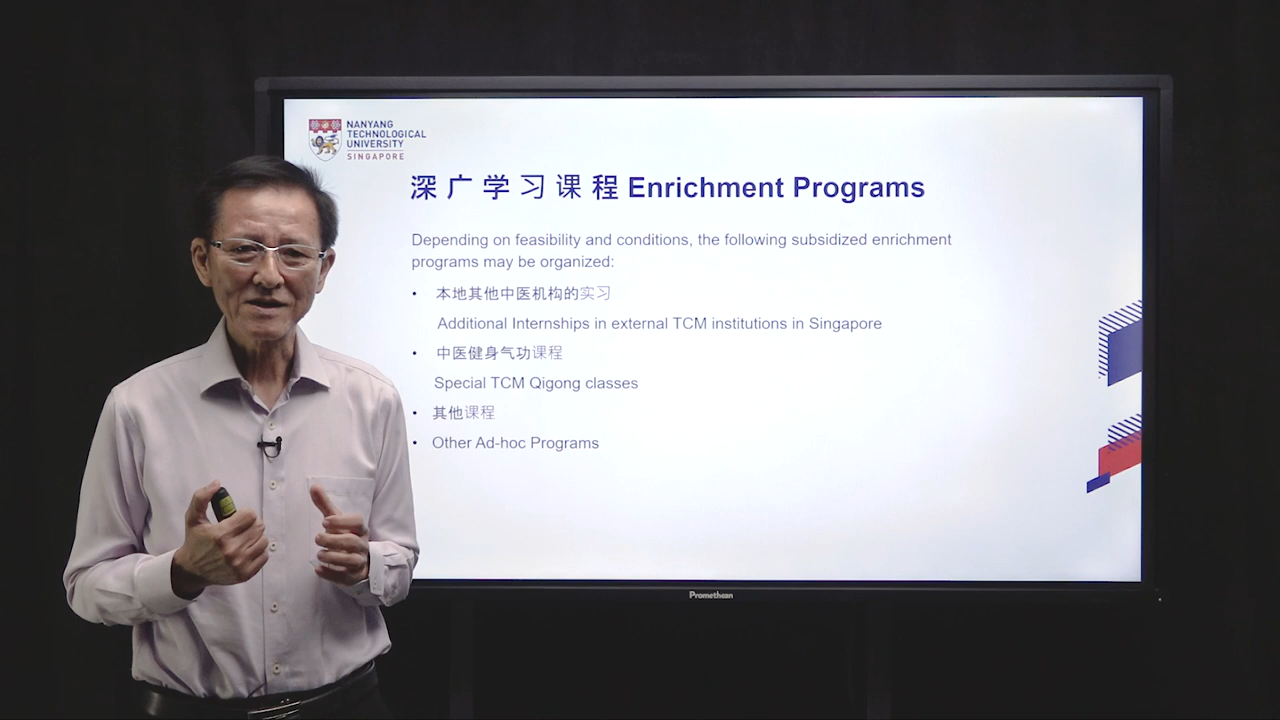 NANYANG
TECHNOLOGICAL
UNIVERSITY
SINGAPORE
深广学习课程 Enrichment Programs
Depending on feasibility and conditions, the following subsidized enrichment
programs may be organized:
• 本地其他中医机构的实习
Additional Internships in external TCM institutions in Singapore
• 中医健身气功课程
Special TCM Qigong classes
• 其他课程
• Other Ad-hoc Programs
Promethean